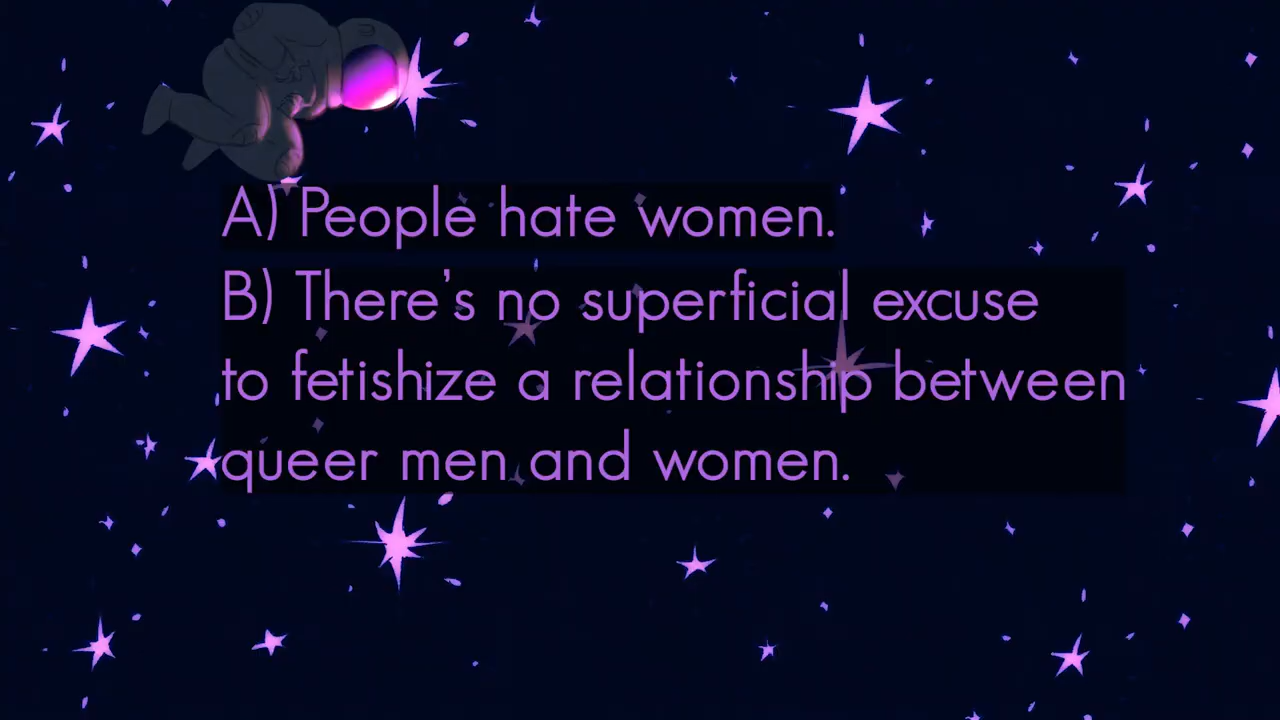 A) People hate women.
B) There's no superficial excuse
to fetishize a relationship between
queer men and women.